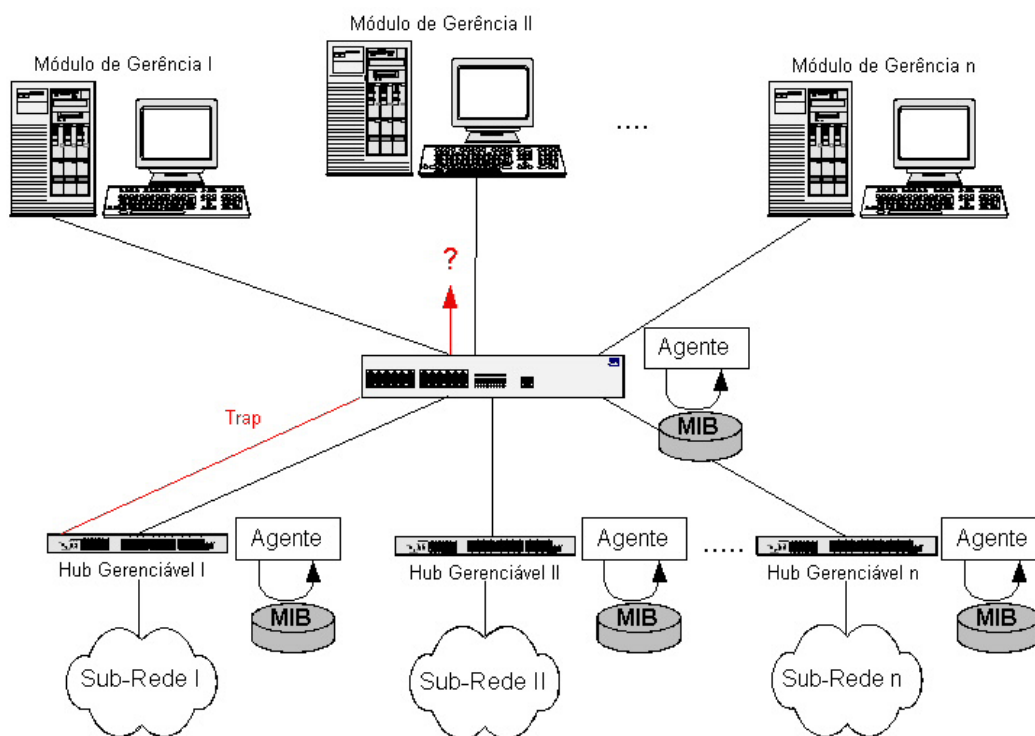 Módulo de Gerência II
Módulo de Gerência I
Módulo de Gerência n
....
?
Agente
MIB
Trap
Agente
Agente
.....
Agente
Hub Gerenciável I
Hub Gerenciável II
Hub Gerenciável n
MIB
MIB
MIB
Sub-Rede I
Sub-Rede II
Sub-Rede n